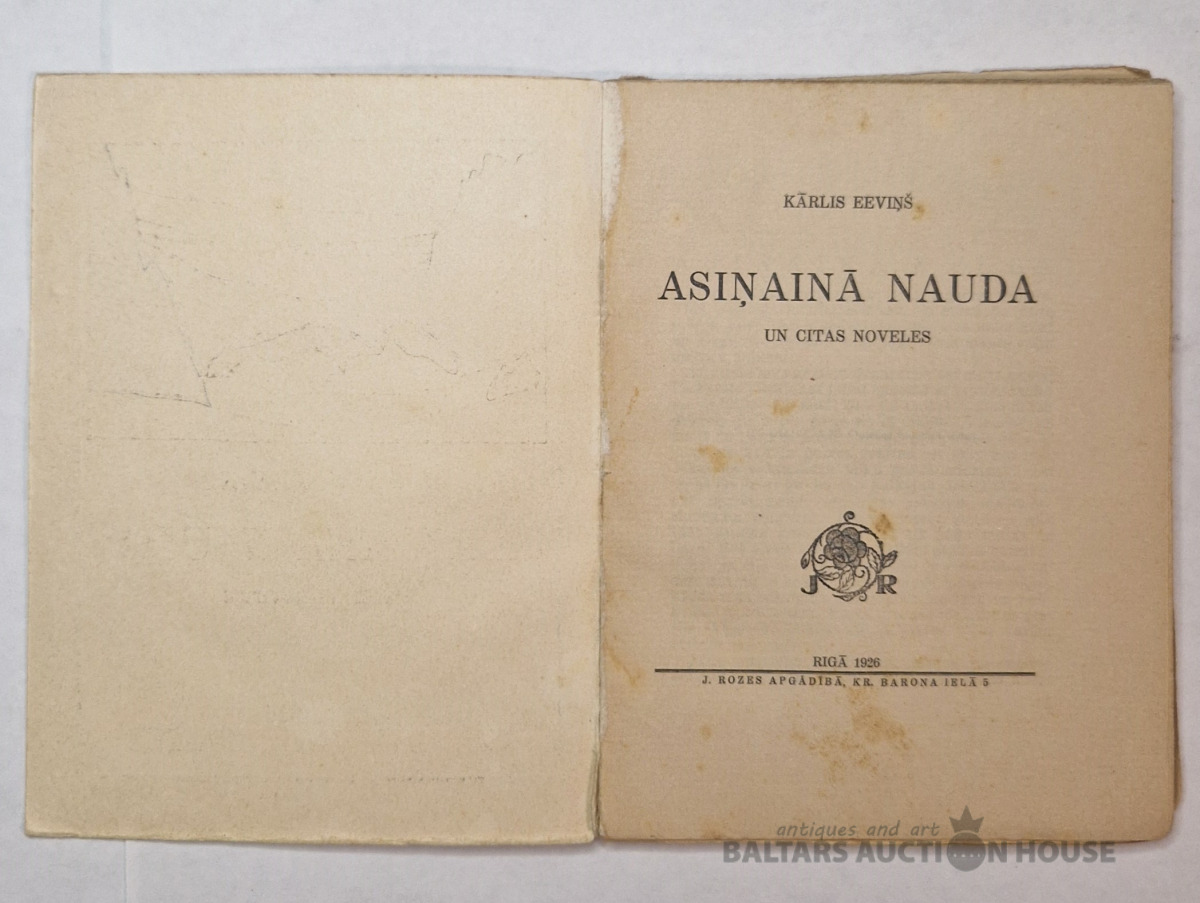 KĀRLIS EEVIŅŠ
ASIŅAINĀ NAUDA
UN CITAS NOVELES
J R
RIGĀ 1926
J. ROZES APGĀDĪBĀ, KR. BARONA IELĀ 5
antiques and art
BALTARS AUCTION HOUSE